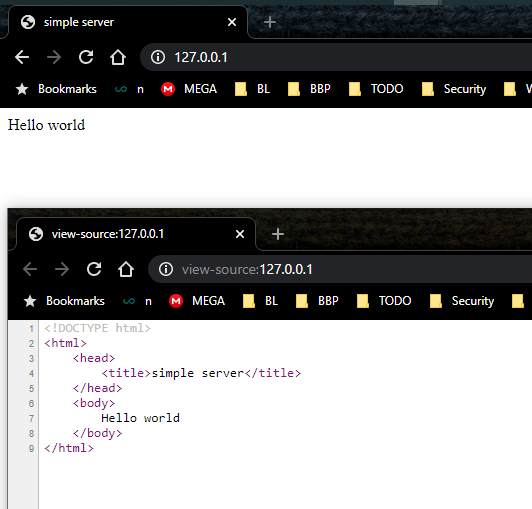 simple server
127.0.0.1
Bookmarks n MEGA BL BBP TODO Security
Hello world
view-source:127.0.0.1
view-source:127.0.0.1
Bookmarks n MEGA BL BBP TODO Security
1 <!DOCTYPE html>
2 <html>
3     <head>
4         <title>simple server</title>
5     </head>
6     <body>
7         Hello world
8     </body>
9 </html>